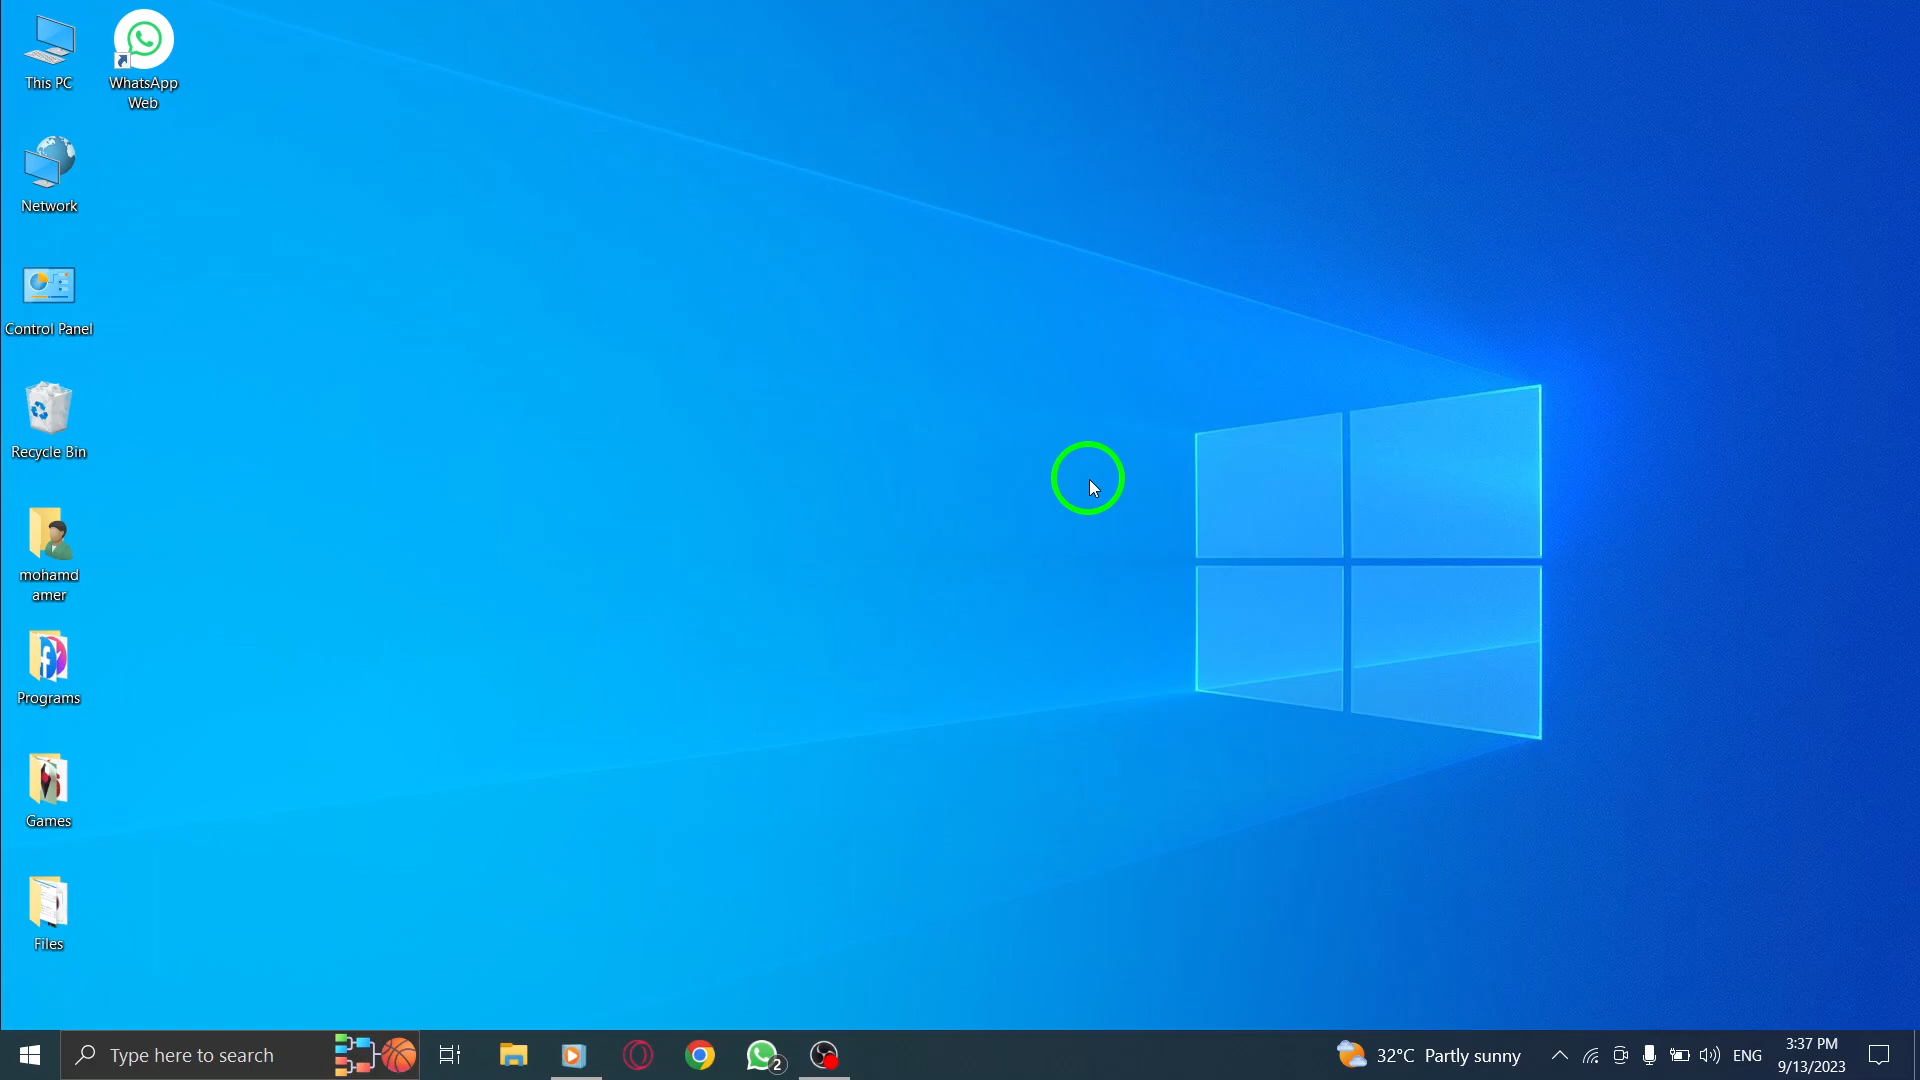 This PC
WhatsApp
Web
Network
Control Panel
Recycle Bin
mohamd
amer
Programs
Games
Files
Type here to search
2
32°C Partly sunny
ENG
3:37 PM
9/13/2023